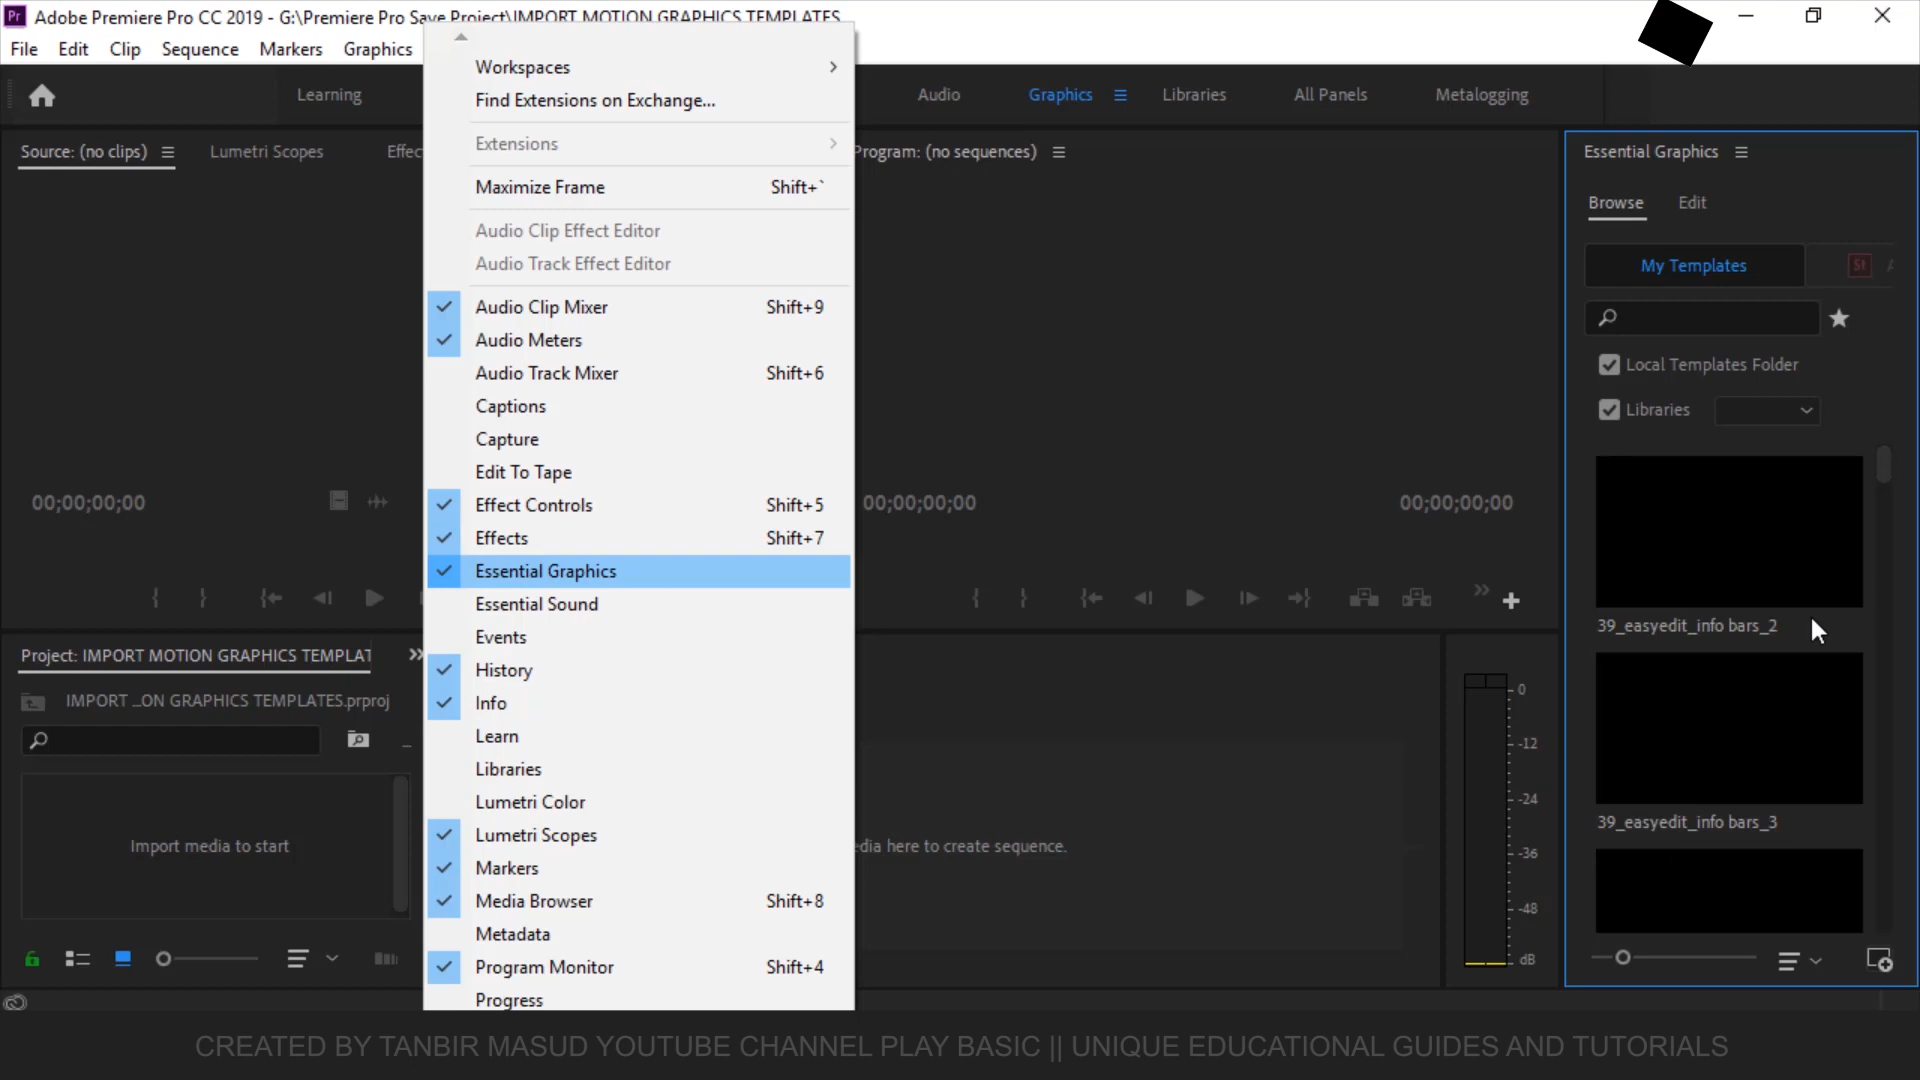 Pr Adobe Premiere Pro CC 2019 - G:\Premiere Pro Save Project\IMPORT MOTION GRAPHICS TEMPLATES
File Edit Clip Sequence Markers Graphics
Learning Audio Graphics Libraries All Panels Metalogging
Workspaces
Find Extensions on Exchange...
Extensions
Maximize Frame Shift+`
Audio Clip Effect Editor
Audio Track Effect Editor
Audio Clip Mixer Shift+9
Audio Meters
Audio Track Mixer Shift+6
Captions
Capture
Edit To Tape
Effect Controls Shift+5
Effects Shift+7
Essential Graphics
Essential Sound
Events
History
Info
Learn
Libraries
Lumetri Color
Lumetri Scopes
Markers
Media Browser Shift+8
Metadata
Program Monitor Shift+4
Progress
Source: (no clips) Lumetri Scopes Effec
00;00;00;00
Program: (no sequences)
00;00;00;00 00;00;00;00
Project: IMPORT MOTION GRAPHICS TEMPLAT
IMPORT ...ON GRAPHICS TEMPLATES.prproj
Import media to start
edia here to create sequence.
0
-12
-24
-36
-48
dB
Essential Graphics
Browse Edit
My Templates St
Local Templates Folder
Libraries
39_easyedit_info bars_2
39_easyedit_info bars_3
CREATED BY TANBIR MASUD YOUTUBE CHANNEL PLAY BASIC || UNIQUE EDUCATIONAL GUIDES AND TUTORIALS